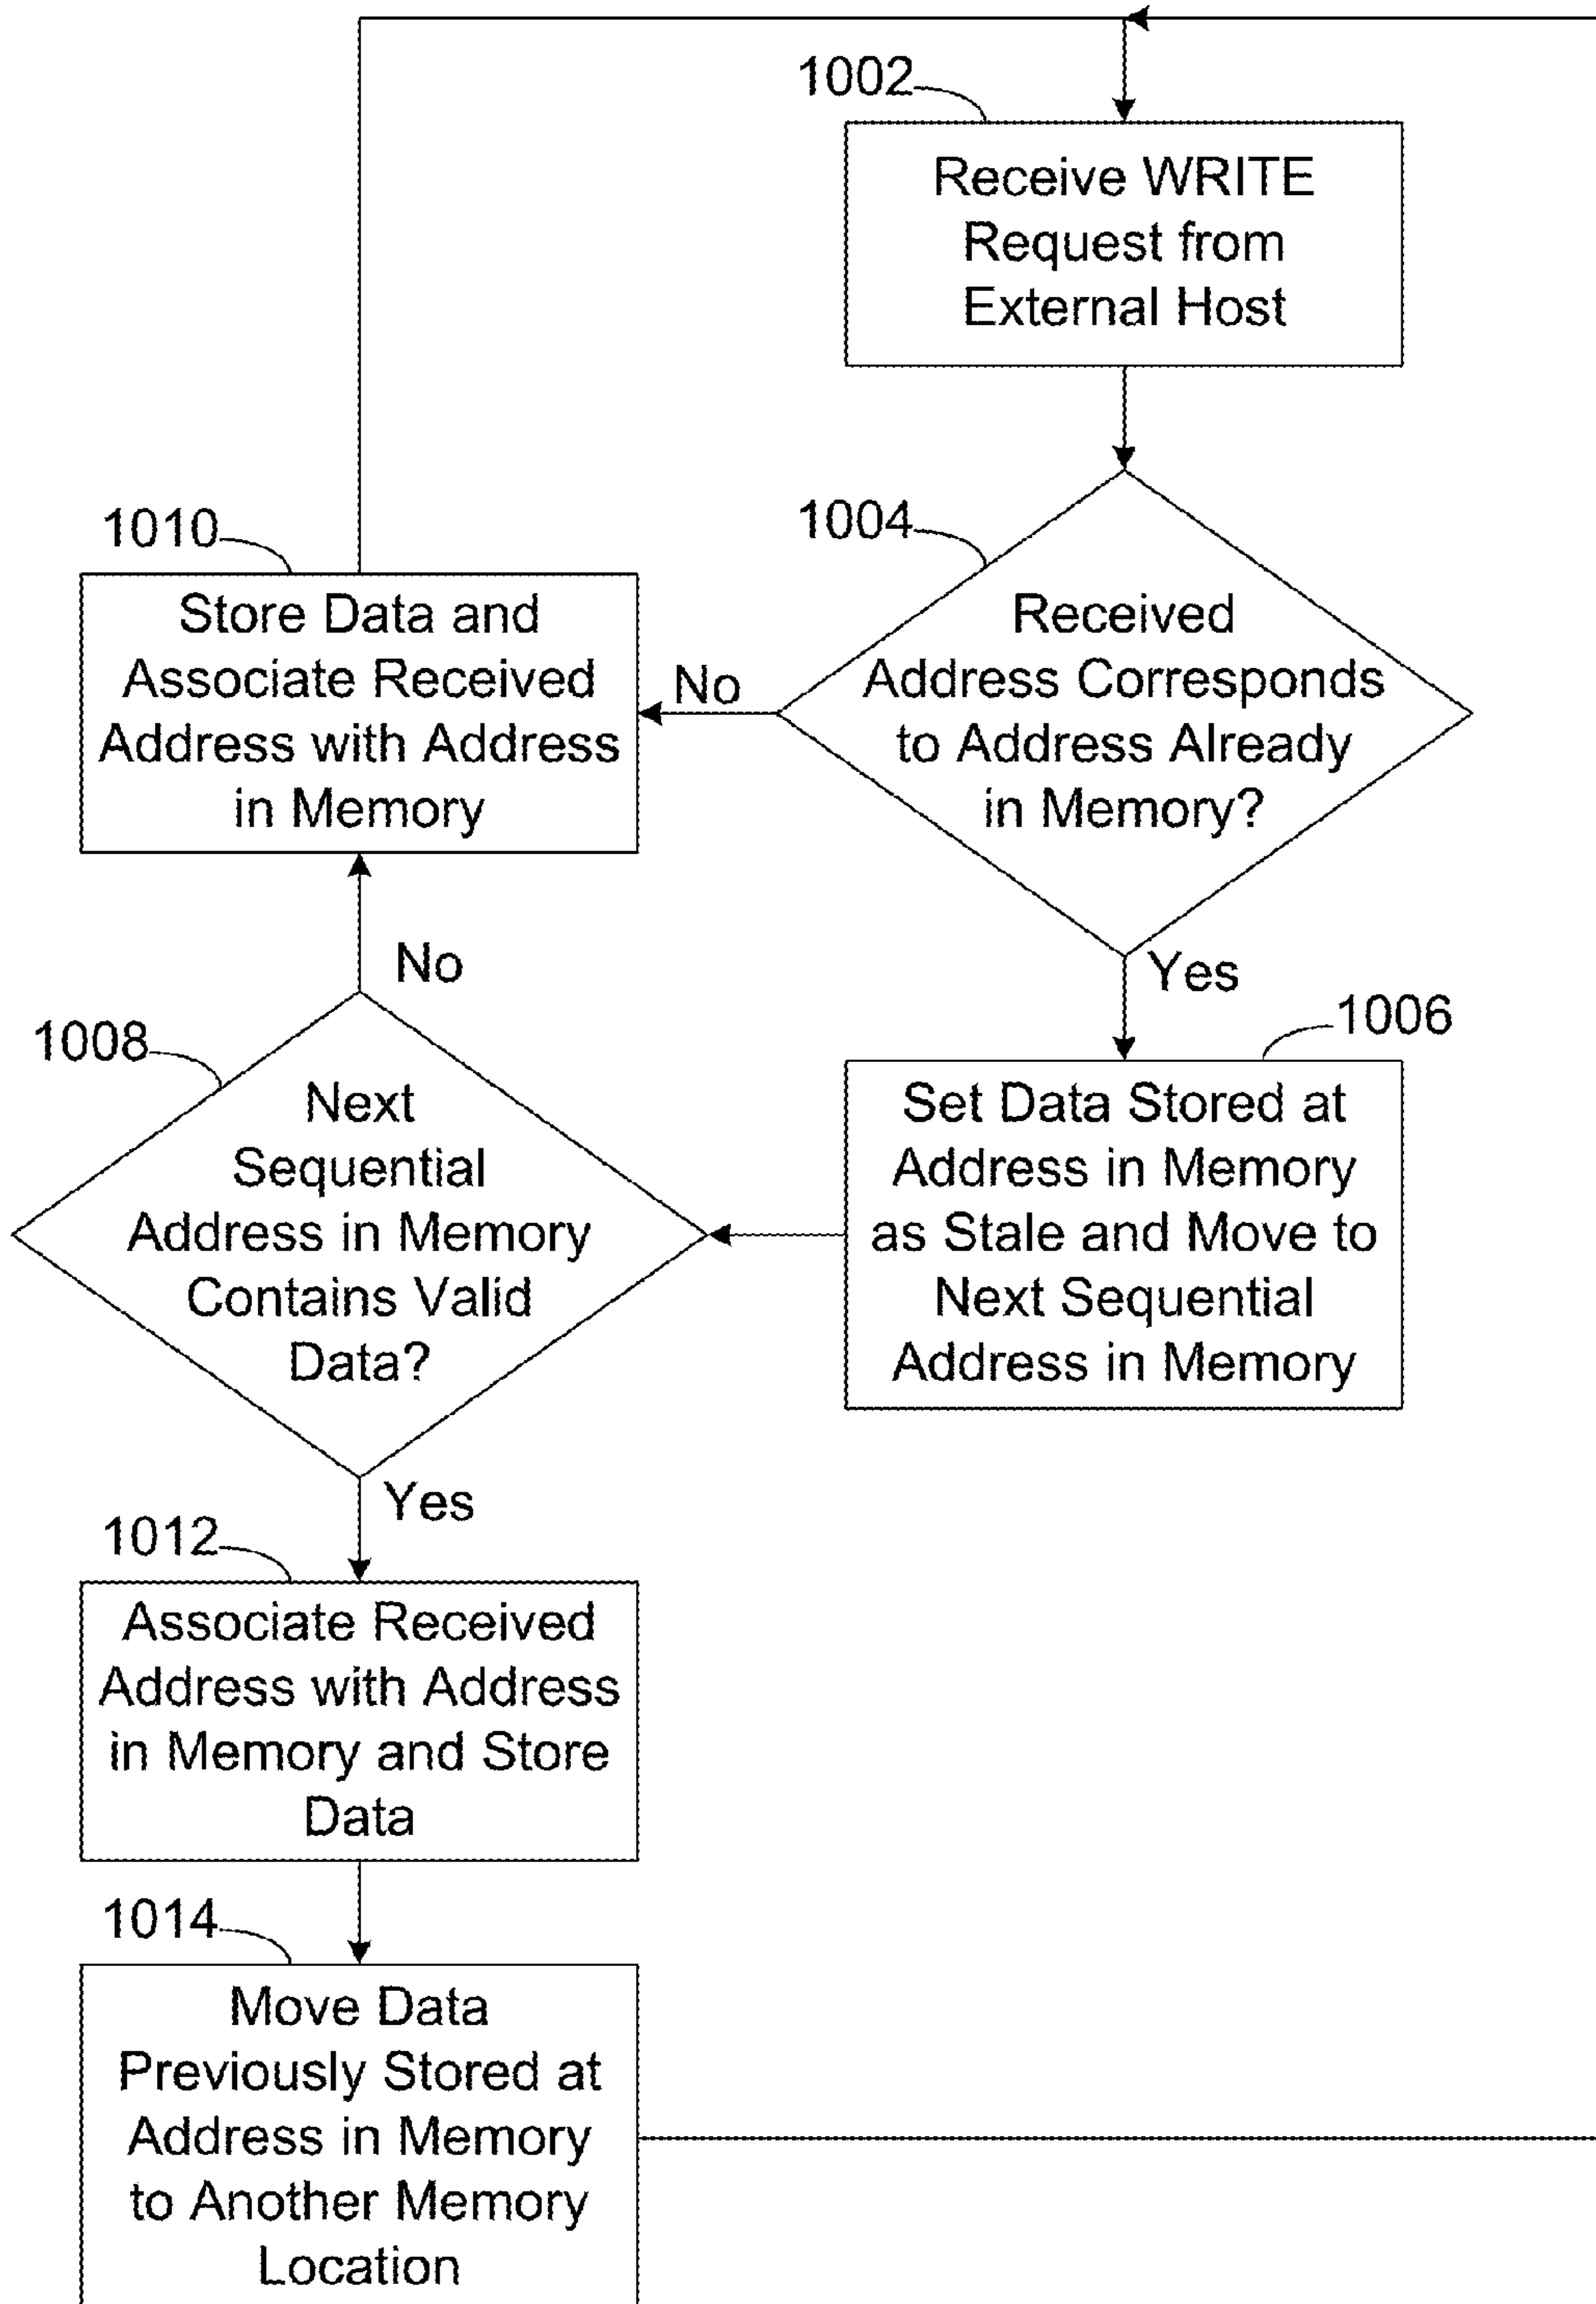 1002
Receive WRITE
Request from
External Host
1004
Received
Address Corresponds
to Address Already
in Memory?
No
Yes
1010
Store Data and
Associate Received
Address with Address
in Memory
1006
Set Data Stored at
Address in Memory
as Stale and Move to
Next Sequential
Address in Memory
1008
Next
Sequential
Address in Memory
Contains Valid
Data?
No
Yes
1012
Associate Received
Address with Address
in Memory and Store
Data
1014
Move Data
Previously Stored at
Address in Memory
to Another Memory
Location